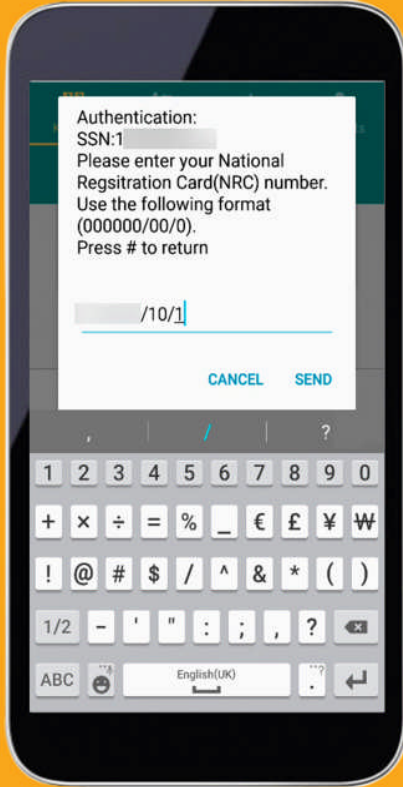 Authentication:
SSN:1
Please enter your National
Regsitration Card(NRC) number.
Use the following format
(000000/00/0).
Press # to return
/10/1
CANCEL SEND
, / ?
1 2 3 4 5 6 7 8 9 0
+ × ÷ = % _ € £ ¥ ₩
! @ # $ / ^ & * ( )
1/2 - ' " : ; , ?
ABC English(UK) .